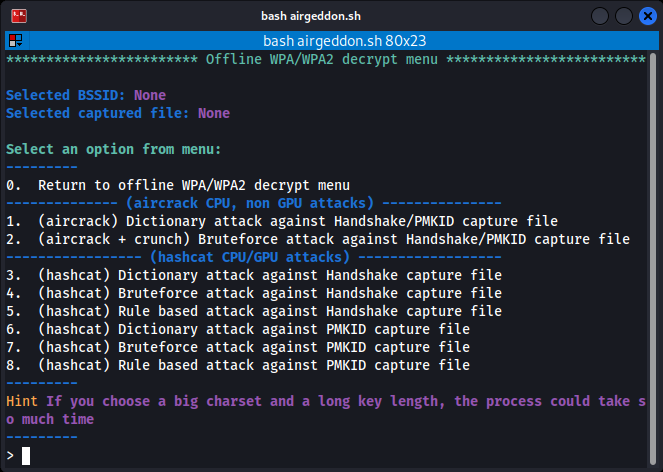 bash airgeddon.sh
bash airgeddon.sh 80x23
************************ Offline WPA/WPA2 decrypt menu *************************
Selected BSSID: None
Selected captured file: None
Select an option from menu:
---------
0.  Return to offline WPA/WPA2 decrypt menu
-------------- (aircrack CPU, non GPU attacks) ---------------
1.  (aircrack) Dictionary attack against Handshake/PMKID capture file
2.  (aircrack + crunch) Bruteforce attack against Handshake/PMKID capture file
----------------- (hashcat CPU/GPU attacks) ------------------
3.  (hashcat) Dictionary attack against Handshake capture file
4.  (hashcat) Bruteforce attack against Handshake capture file
5.  (hashcat) Rule based attack against Handshake capture file
6.  (hashcat) Dictionary attack against PMKID capture file
7.  (hashcat) Bruteforce attack against PMKID capture file
8.  (hashcat) Rule based attack against PMKID capture file
---------
Hint If you choose a big charset and a long key length, the process could take s
o much time
---------
>